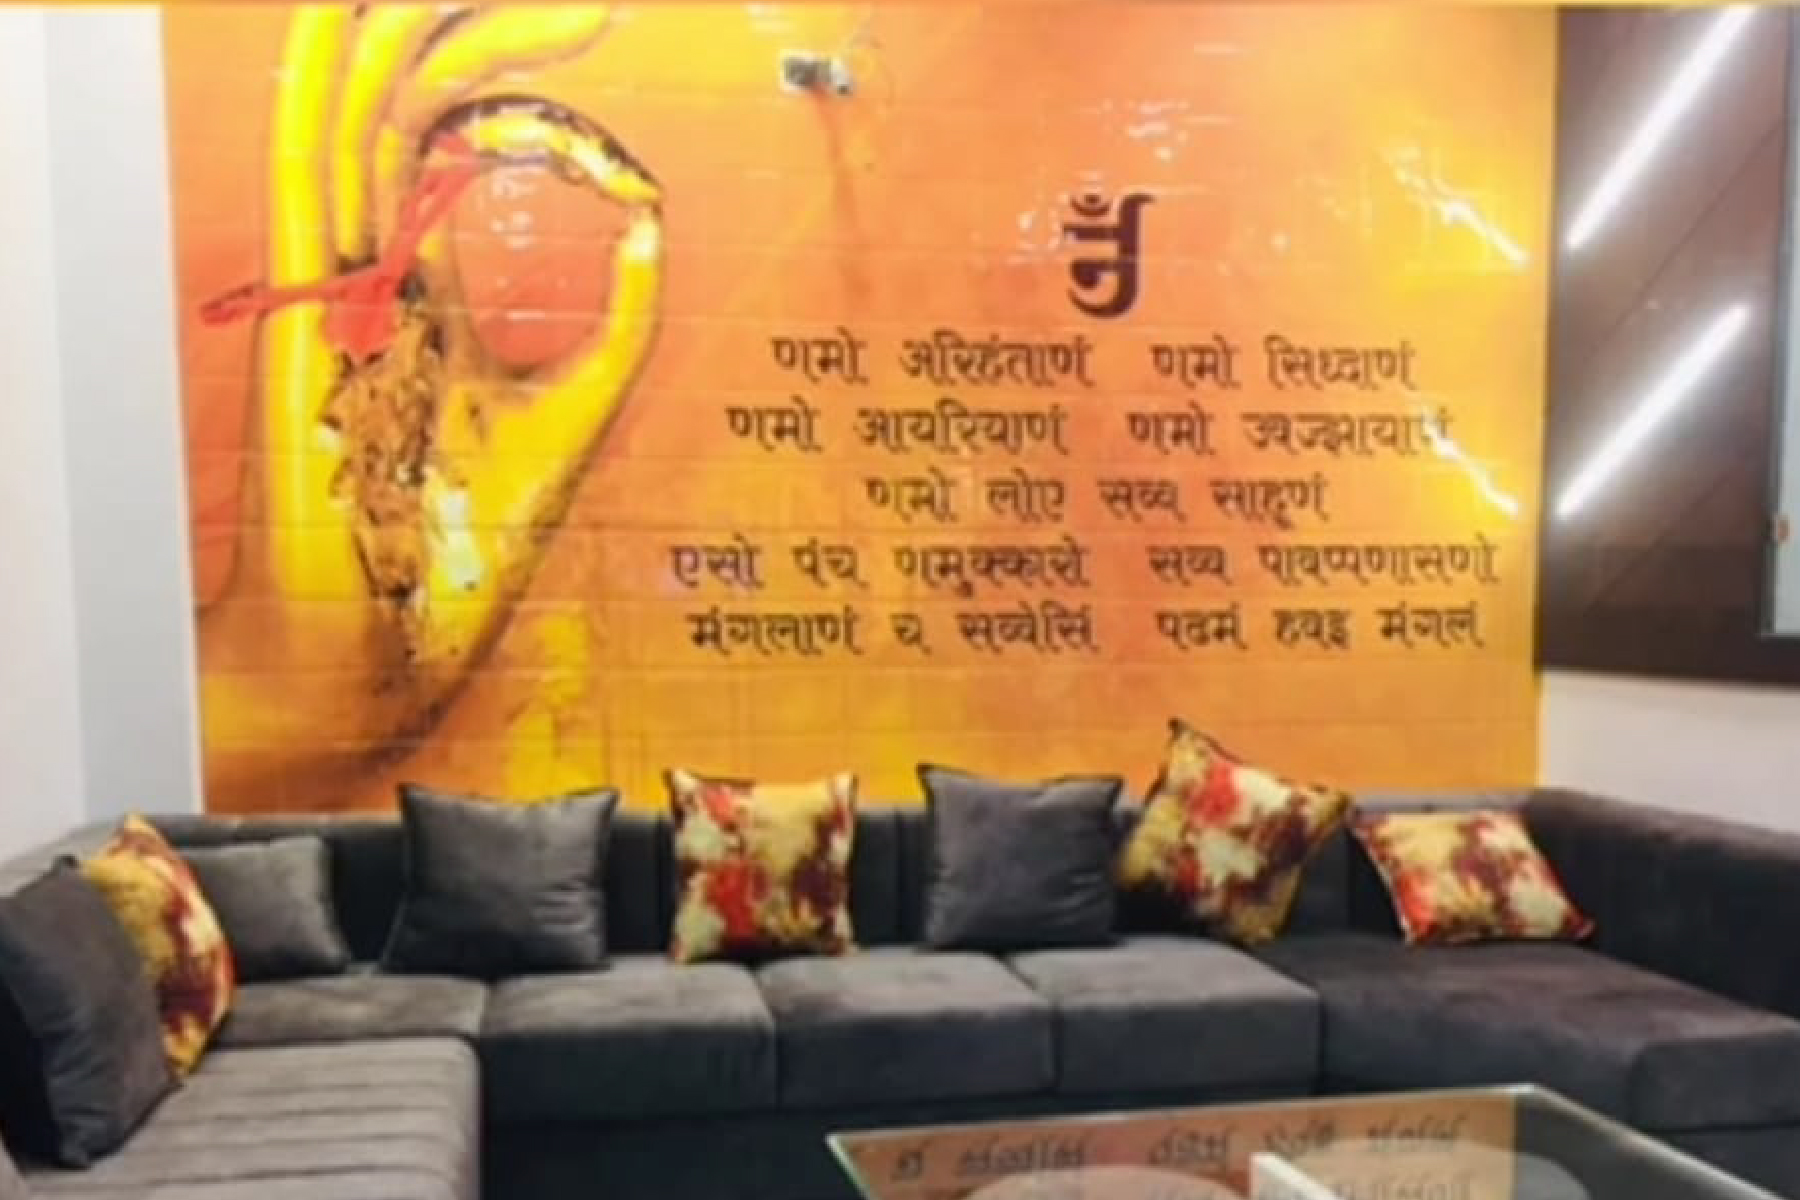 णमो अरिहंताणं णमो सिध्दाणं
णमो आयरियाणं णमो उवज्झायाणं
णमो लोए सव्व साहूणं
एसो पंच णमुक्कारो सव्व पावप्पणासणो
मंगलाणं च सव्वेसिं पढमं हवइ मंगलं